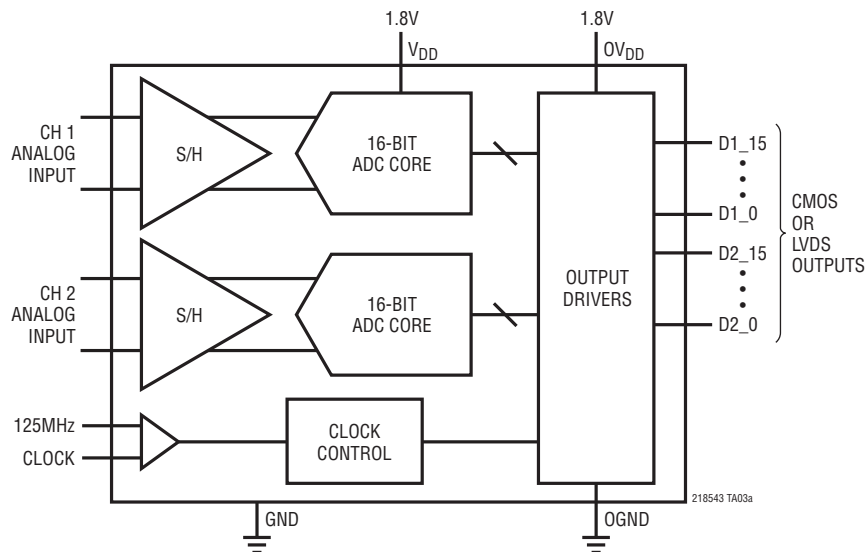 1.8V
1.8V
VDD
OVDD
CH 1
ANALOG
INPUT
S/H
16-BIT
ADC CORE
D1_15
D1_0
CH 2
ANALOG
INPUT
S/H
16-BIT
ADC CORE
OUTPUT
DRIVERS
D2_15
D2_0
CMOS
OR
LVDS
OUTPUTS
125MHz
CLOCK
CLOCK
CONTROL
218543 TA03a
GND
OGND